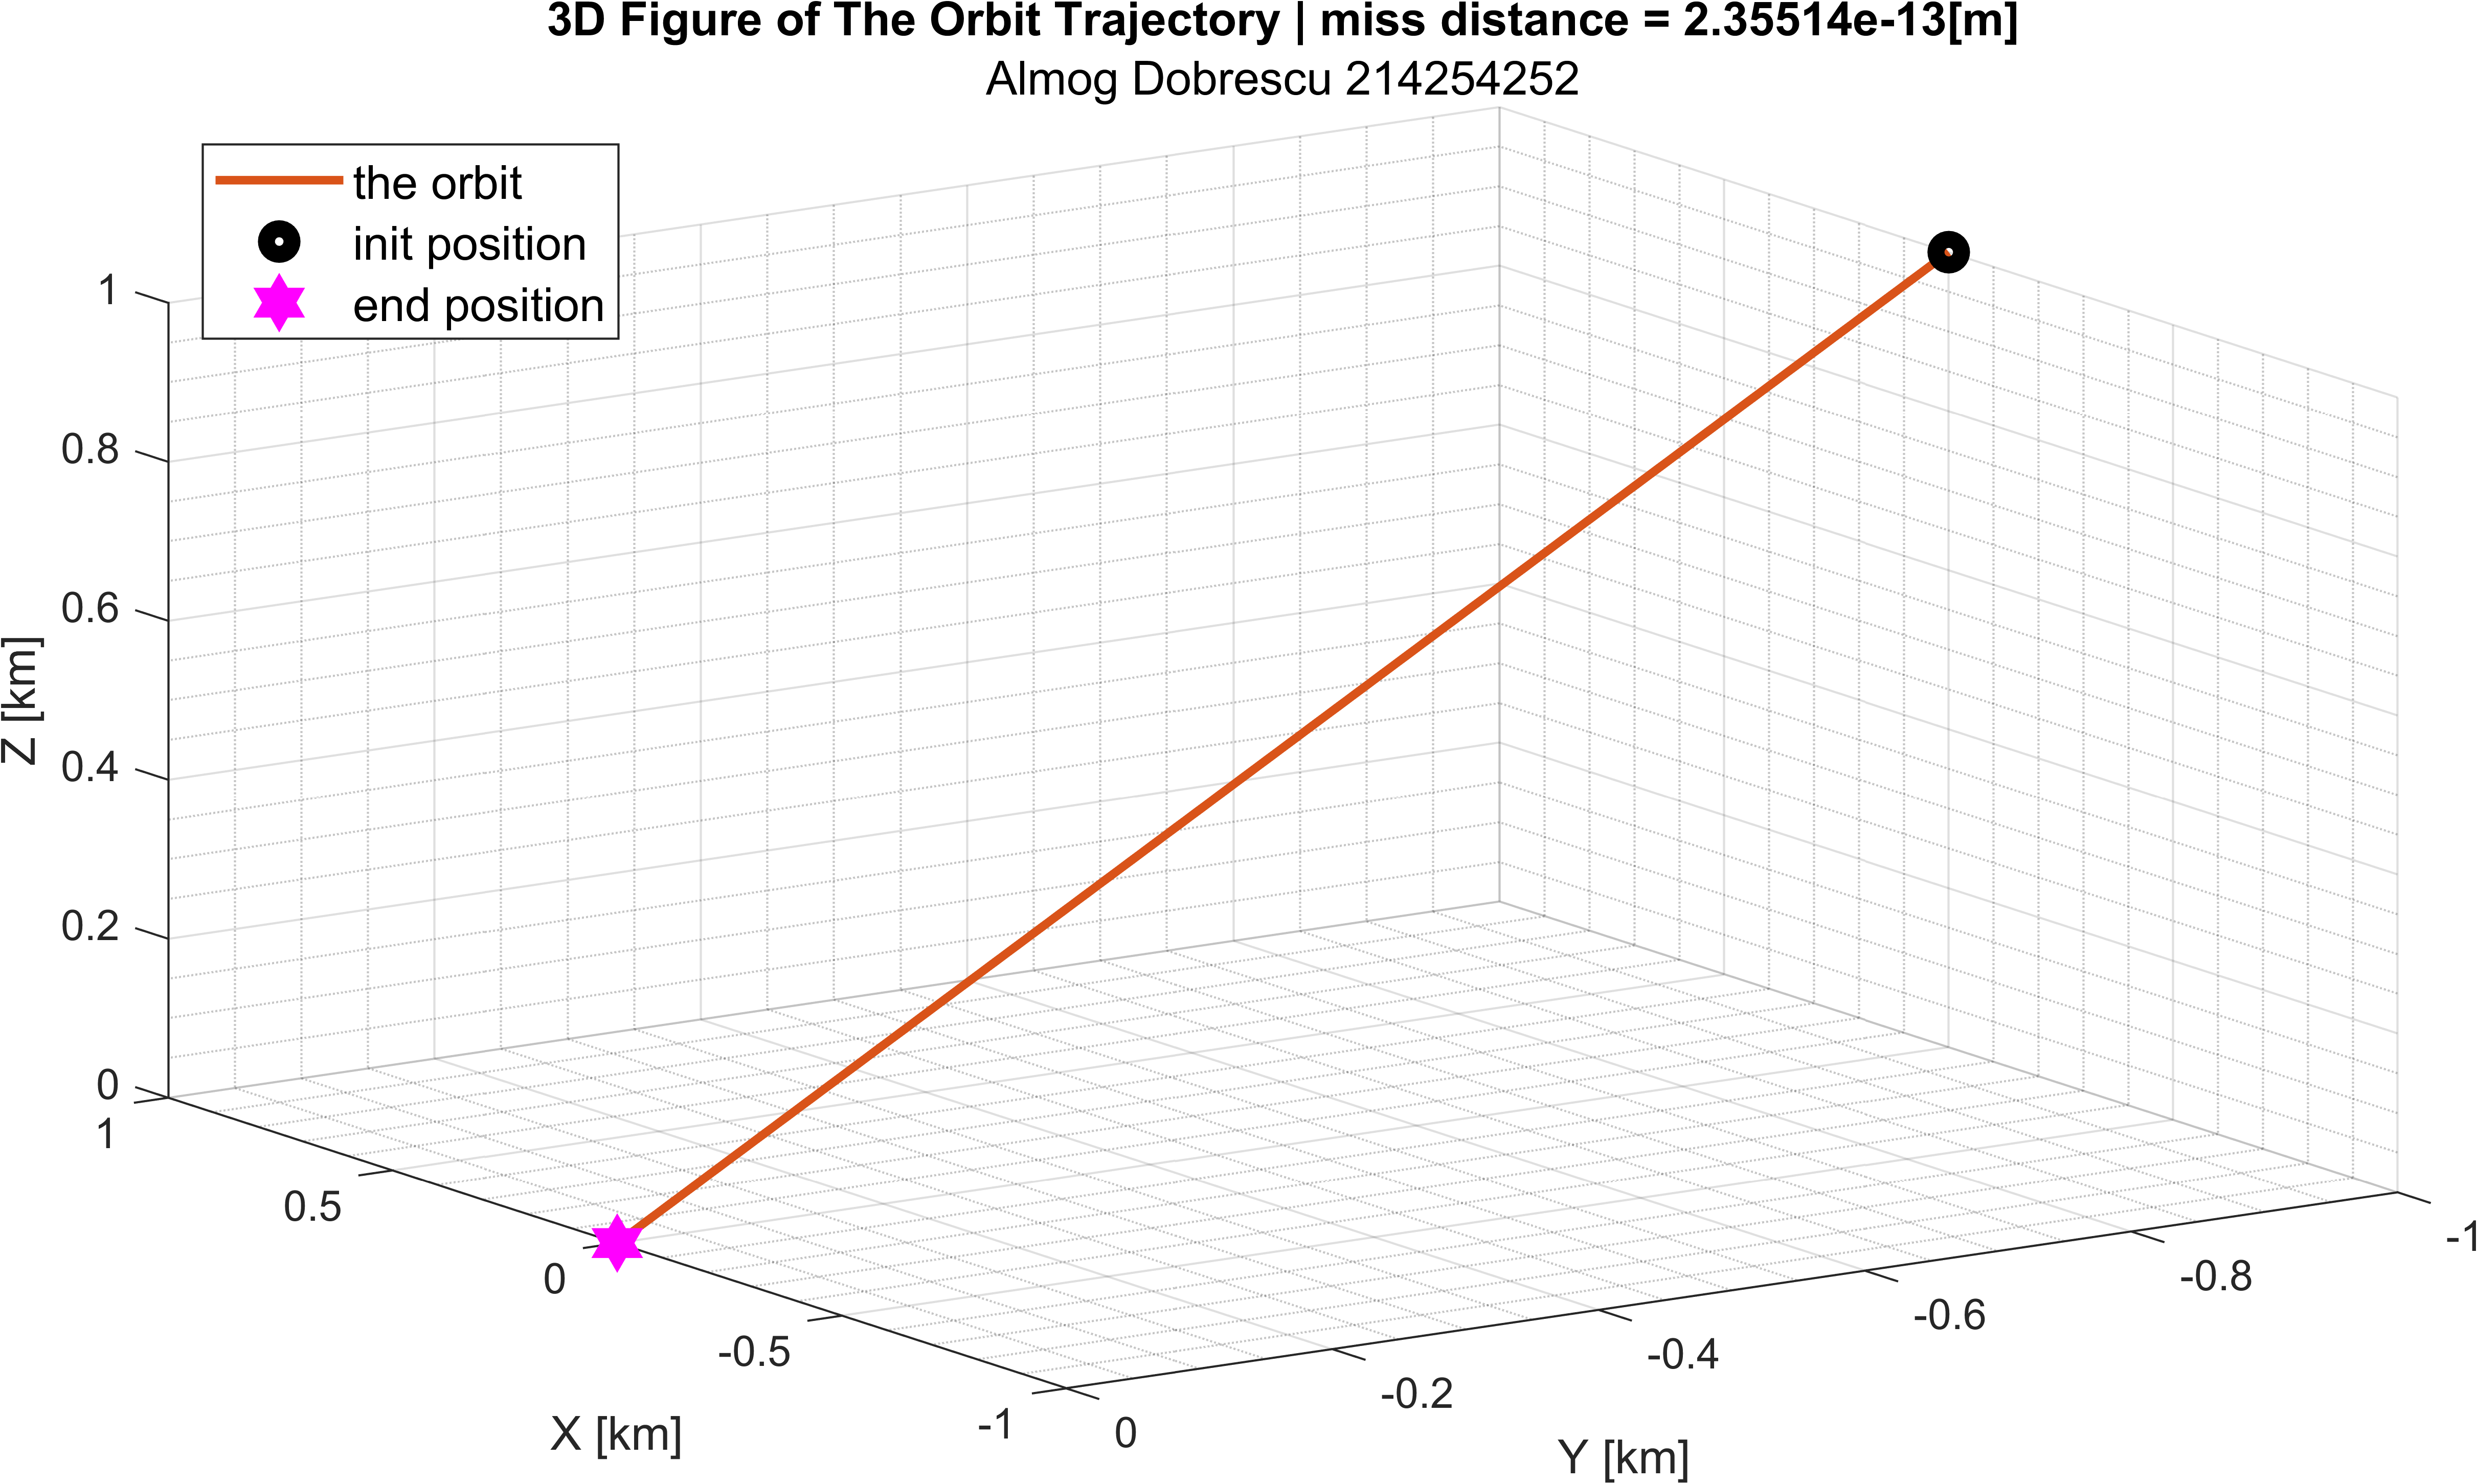 3D Figure of The Orbit Trajectory | miss distance = 2.35514e-13[m]
Almog Dobrescu 214254252
the orbit
init position
end position
Z [km]
1
0.8
0.6
0.4
0.2
0
1
0.5
0
-0.5
-1
X [km]
0
-0.2
-0.4
-0.6
-0.8
-1
Y [km]